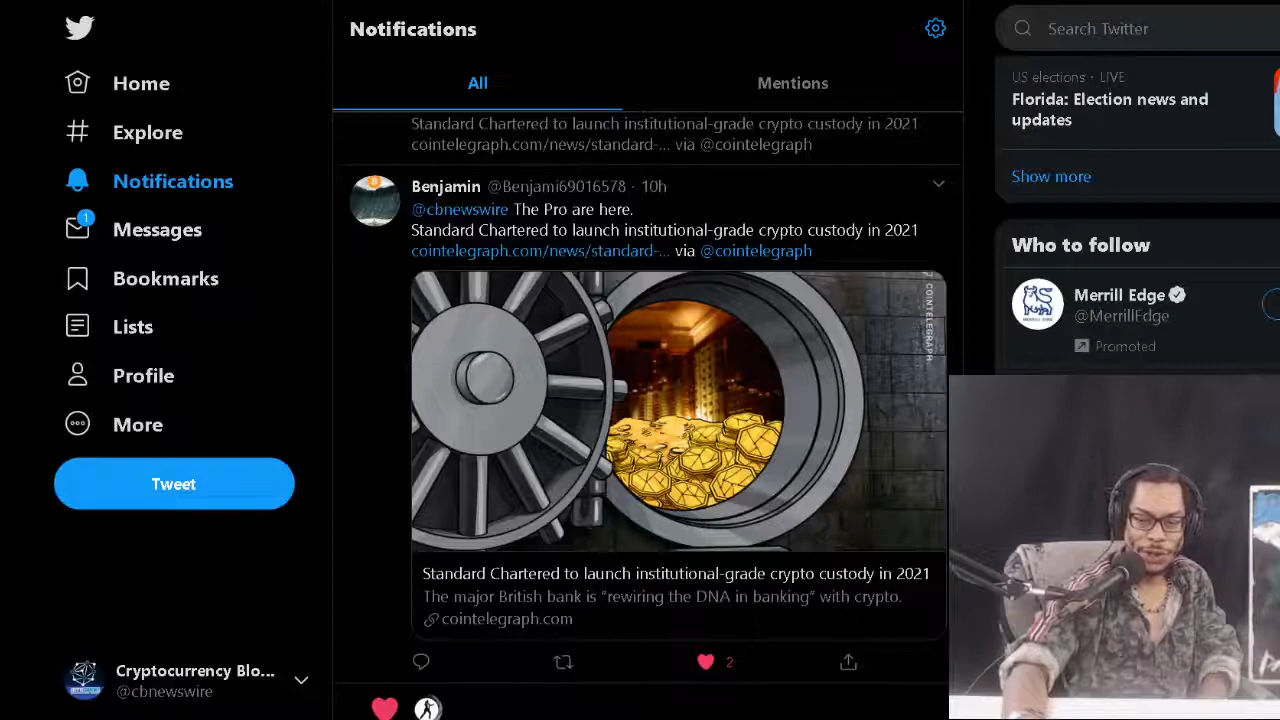 Home
Explore
Notifications
1
Messages
Bookmarks
Lists
Profile
More
Tweet
Cryptocurrency Blo...
@cbnewswire
Notifications
All
Mentions
Standard Chartered to launch institutional-grade crypto custody in 2021
cointelegraph.com/news/standard-... via @cointelegraph
Benjamin @Benjami69016578 · 10h
@cbnewswire The Pro are here.
Standard Chartered to launch institutional-grade crypto custody in 2021
cointelegraph.com/news/standard-... via @cointelegraph
COINTELEGRAPH
Standard Chartered to launch institutional-grade crypto custody in 2021
The major British bank is “rewiring the DNA in banking” with crypto.
cointelegraph.com
2
Search Twitter
US elections · LIVE
Florida: Election news and
updates
Show more
Who to follow
Merrill Edge
@MerrillEdge
Promoted